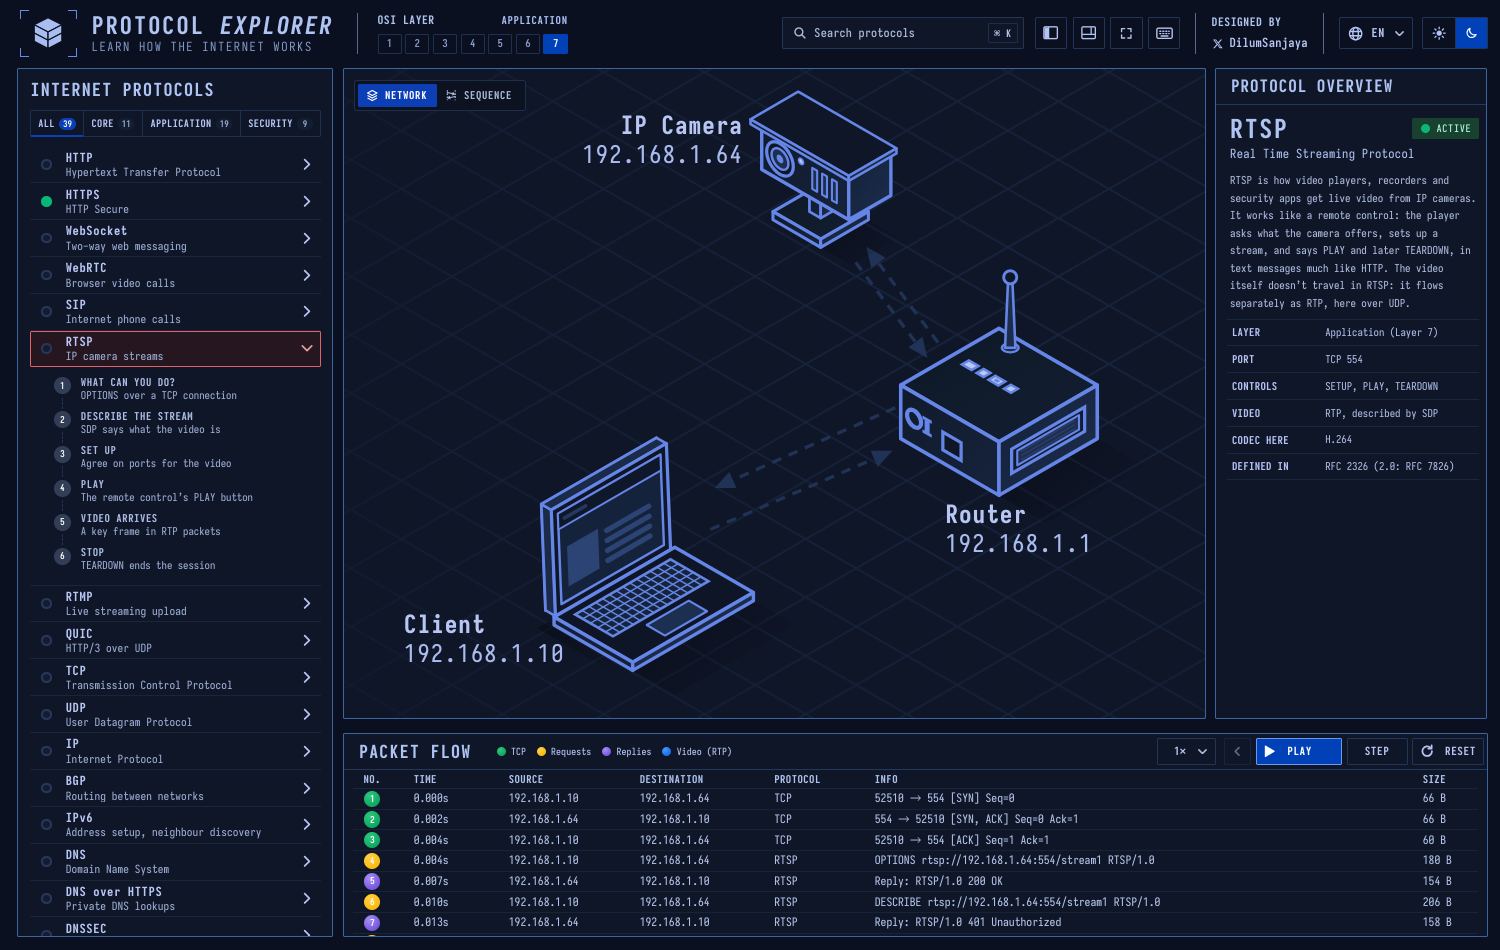 PROTOCOL EXPLORER
LEARN HOW THE INTERNET WORKS
OSI LAYER APPLICATION
1 2 3 4 5 6 7
Search protocols ⌘ K
DESIGNED BY
DilumSanjaya
EN
INTERNET PROTOCOLS
ALL 39 CORE 11 APPLICATION 19 SECURITY 9
HTTP
Hypertext Transfer Protocol
HTTPS
HTTP Secure
WebSocket
Two-way web messaging
WebRTC
Browser video calls
SIP
Internet phone calls
RTSP
IP camera streams
1 WHAT CAN YOU DO?
OPTIONS over a TCP connection
2 DESCRIBE THE STREAM
SDP says what the video is
3 SET UP
Agree on ports for the video
4 PLAY
The remote control's PLAY button
5 VIDEO ARRIVES
A key frame in RTP packets
6 STOP
TEARDOWN ends the session
RTMP
Live streaming upload
QUIC
HTTP/3 over UDP
TCP
Transmission Control Protocol
UDP
User Datagram Protocol
IP
Internet Protocol
BGP
Routing between networks
IPv6
Address setup, neighbour discovery
DNS
Domain Name System
DNS over HTTPS
Private DNS lookups
DNSSEC
NETWORK SEQUENCE
IP Camera
192.168.1.64
Router
192.168.1.1
Client
192.168.1.10
PROTOCOL OVERVIEW
RTSP ACTIVE
Real Time Streaming Protocol
RTSP is how video players, recorders and
security apps get live video from IP cameras.
It works like a remote control: the player
asks what the camera offers, sets up a
stream, and says PLAY and later TEARDOWN, in
text messages much like HTTP. The video
itself doesn't travel in RTSP: it flows
separately as RTP, here over UDP.
LAYER Application (Layer 7)
PORT TCP 554
CONTROLS SETUP, PLAY, TEARDOWN
VIDEO RTP, described by SDP
CODEC HERE H.264
DEFINED IN RFC 2326 (2.0: RFC 7826)
PACKET FLOW TCP Requests Replies Video (RTP) 1× PLAY STEP RESET
NO. TIME SOURCE DESTINATION PROTOCOL INFO SIZE
1 0.000s 192.168.1.10 192.168.1.64 TCP 52510 → 554 [SYN] Seq=0 66 B
2 0.002s 192.168.1.64 192.168.1.10 TCP 554 → 52510 [SYN, ACK] Seq=0 Ack=1 66 B
3 0.004s 192.168.1.10 192.168.1.64 TCP 52510 → 554 [ACK] Seq=1 Ack=1 60 B
4 0.004s 192.168.1.10 192.168.1.64 RTSP OPTIONS rtsp://192.168.1.64:554/stream1 RTSP/1.0 180 B
5 0.007s 192.168.1.64 192.168.1.10 RTSP Reply: RTSP/1.0 200 OK 154 B
6 0.010s 192.168.1.10 192.168.1.64 RTSP DESCRIBE rtsp://192.168.1.64:554/stream1 RTSP/1.0 206 B
7 0.013s 192.168.1.64 192.168.1.10 RTSP Reply: RTSP/1.0 401 Unauthorized 158 B